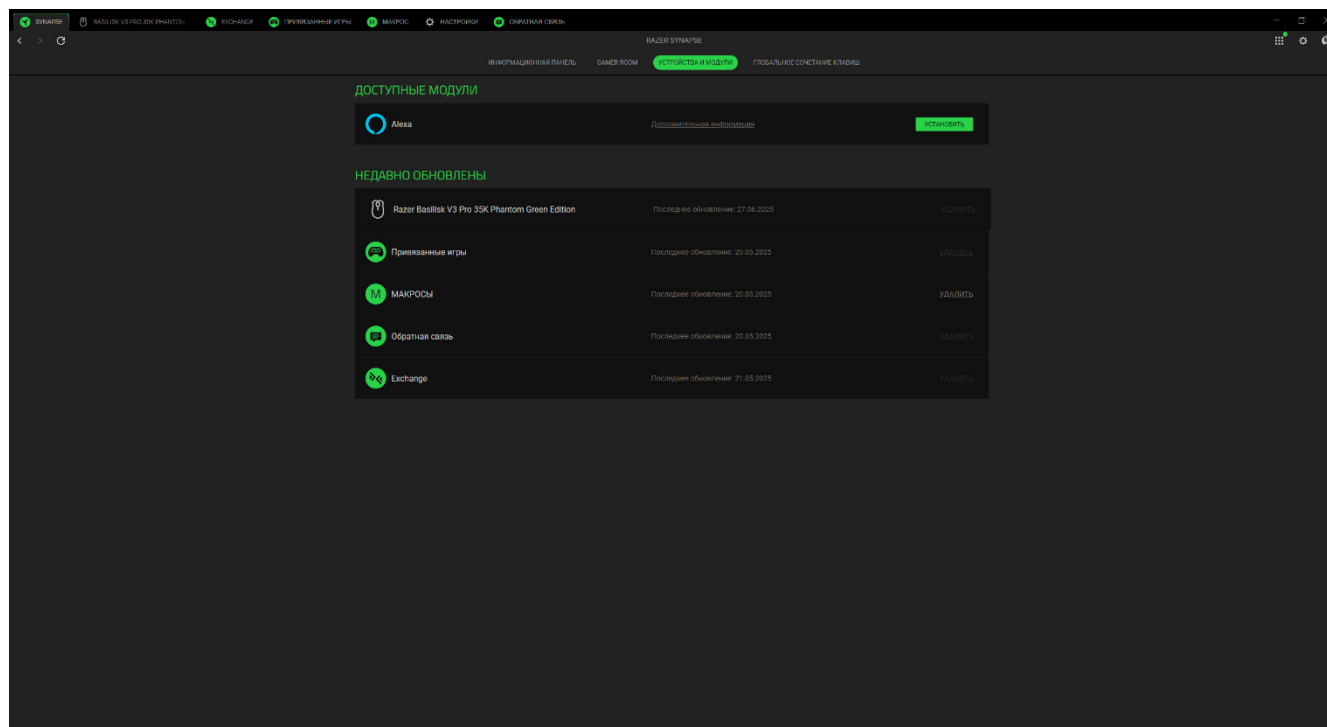 SYNAPSE BASILISK V3 PRO 35K PHANTOM EXCHANGE ПРИВЯЗАННЫЕ ИГРЫ МАКРОС НАСТРОЙКИ ОБРАТНАЯ СВЯЗЬ
RAZER SYNAPSE
ИНФОРМАЦИОННАЯ ПАНЕЛЬ GAMER ROOM УСТРОЙСТВА И МОДУЛИ ГЛОБАЛЬНОЕ СОЧЕТАНИЕ КЛАВИШ
ДОСТУПНЫЕ МОДУЛИ
Alexa Дополнительная информация УСТАНОВИТЬ
НЕДАВНО ОБНОВЛЕНЫ
Razer Basilisk V3 Pro 35K Phantom Green Edition Последнее обновление: 27.06.2025 УДАЛИТЬ
Привязанные игры Последнее обновление: 20.05.2025 УДАЛИТЬ
M МАКРОСЫ Последнее обновление: 20.05.2025 УДАЛИТЬ
Обратная связь Последнее обновление: 20.05.2025 УДАЛИТЬ
Exchange Последнее обновление: 21.05.2025 УДАЛИТЬ